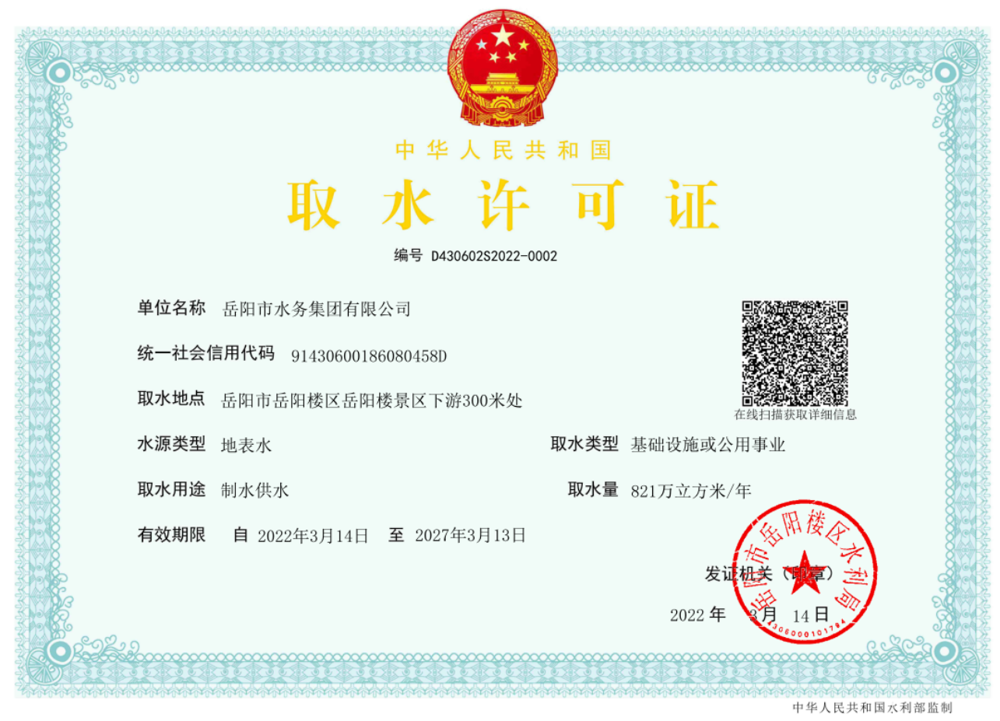 中华人民共和国
取水许可证
编号 D430602S2022-0002
单位名称 岳阳市水务集团有限公司
统一社会信用代码 91430600186080458D
取水地点 岳阳市岳阳楼区岳阳楼景区下游300米处
在线扫描获取详细信息
水源类型 地表水 取水类型 基础设施或公用事业
取水用途 制水供水 取水量 821万立方米/年
有效期限 自 2022年3月14日 至 2027年3月13日
岳阳市岳阳楼区水利局
发证机关（印章）
2022 年 3月 14日
4306000101794
中华人民共和国水利部监制